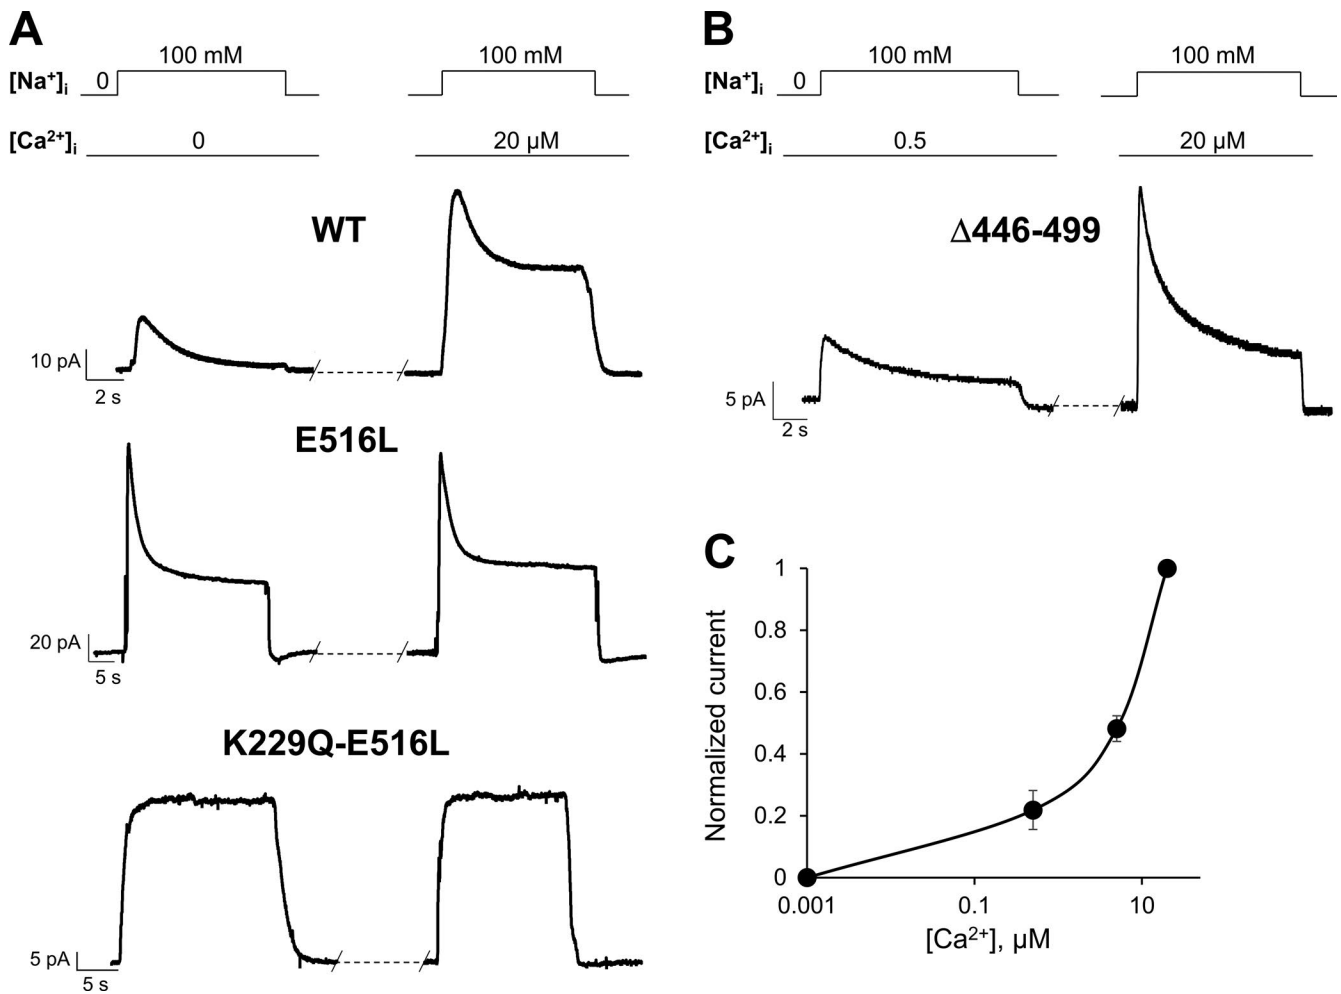 A
100 mM 100 mM
[Na⁺]ᵢ 0
[Ca²⁺]ᵢ 0 20 µM
WT
10 pA
2 s
E516L
20 pA
5 s
K229Q-E516L
5 pA
5 s
B
100 mM 100 mM
[Na⁺]ᵢ 0
[Ca²⁺]ᵢ 0.5 20 µM
Δ446-499
5 pA
2 s
C
Normalized current
1
0.8
0.6
0.4
0.2
0
0.001 0.1 10
[Ca²⁺], µM